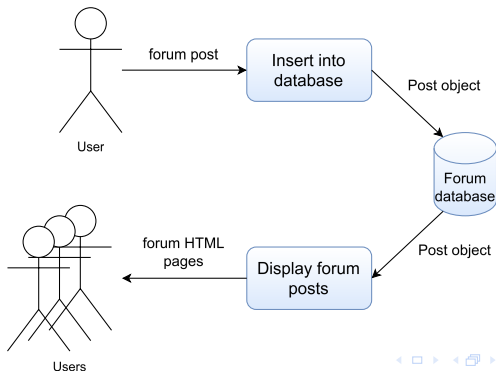 forum post
Insert into
database
Post object
User
Forum
database
forum HTML
pages
Display forum
posts
Post object
Users